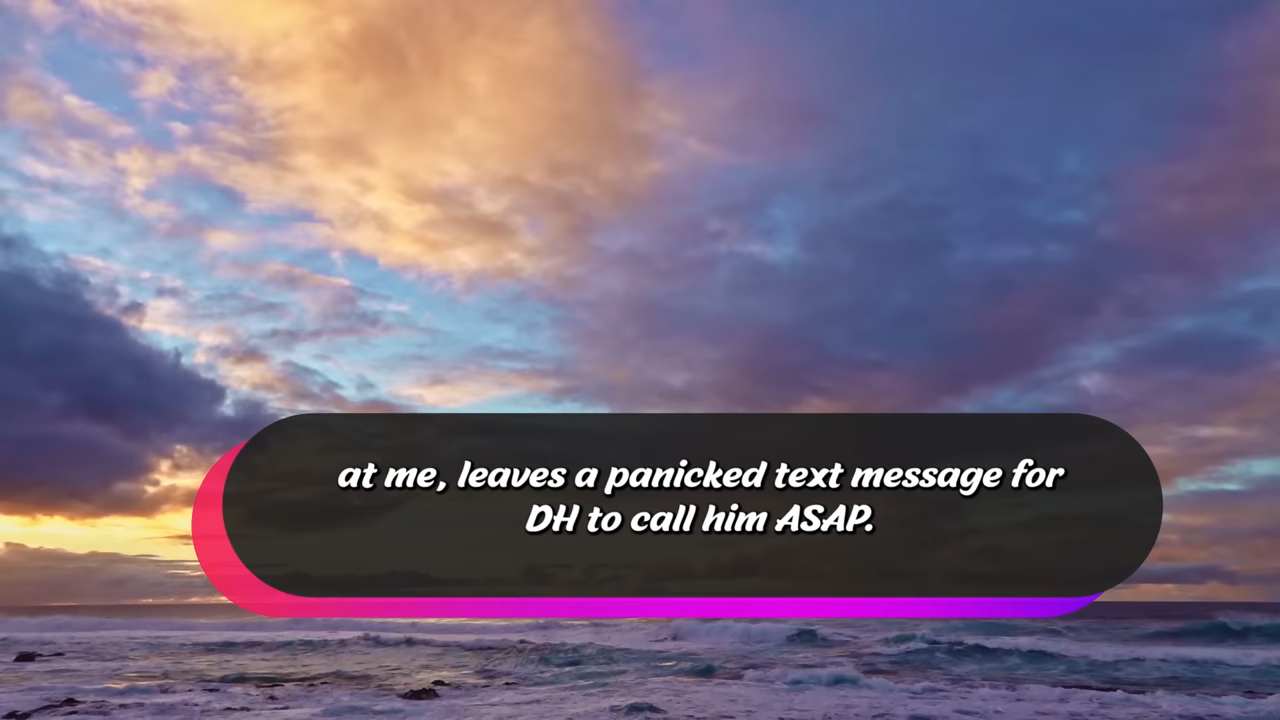 at me, leaves a panicked text message for
DH to call him ASAP.